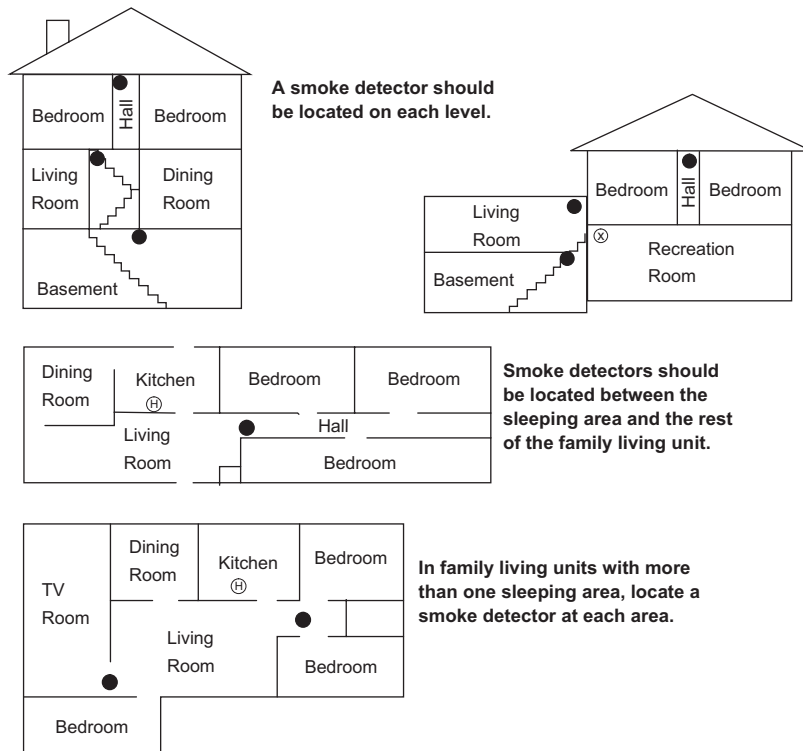 A smoke detector should
be located on each level.
Bedroom
Hall
Bedroom
Living
Room
Dining
Room
Basement
Bedroom
Hall
Bedroom
Living
Room
X
Recreation
Room
Basement
Dining
Room
Kitchen
H
Bedroom
Bedroom
Living
Room
Hall
Bedroom
Smoke detectors should
be located between the
sleeping area and the rest
of the family living unit.
TV
Room
Dining
Room
Kitchen
H
Bedroom
Living
Room
Bedroom
Bedroom
In family living units with more
than one sleeping area, locate a
smoke detector at each area.